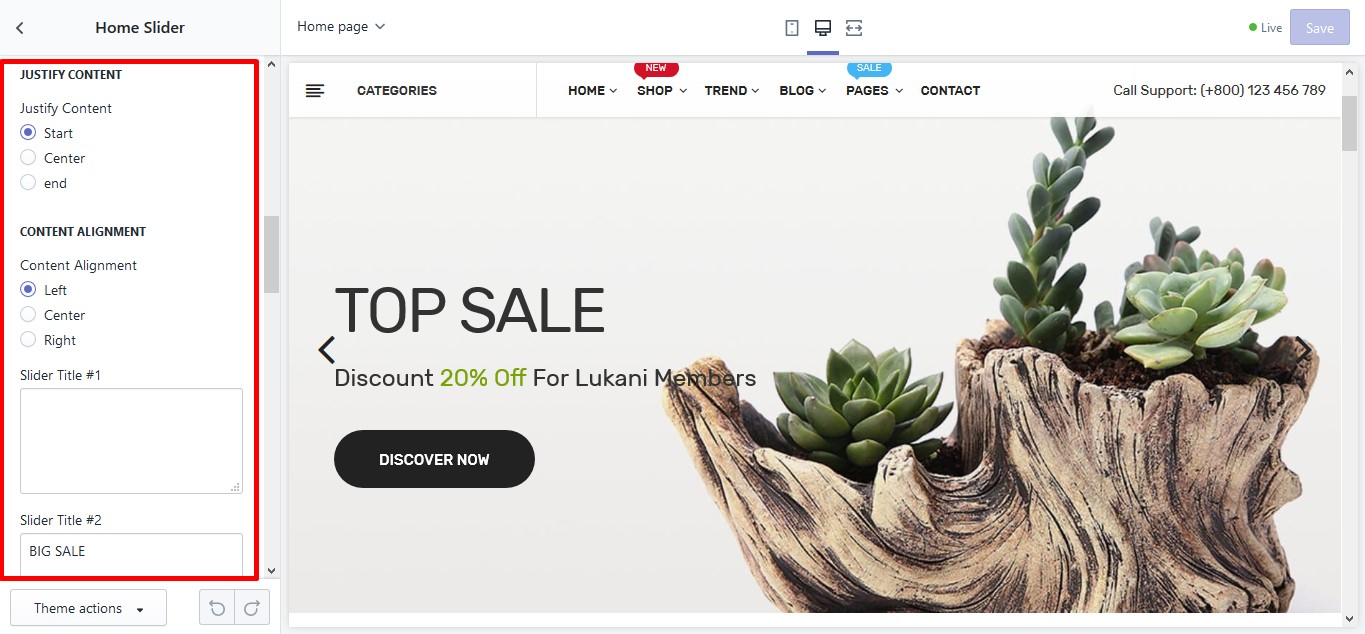 Home Slider
Home page
Live
Save
JUSTIFY CONTENT
Justify Content
Start
Center
end
CONTENT ALIGNMENT
Content Alignment
Left
Center
Right
Slider Title #1
Slider Title #2
BIG SALE
Theme actions
NEW
SALE
CATEGORIES
HOME SHOP TREND BLOG PAGES CONTACT
Call Support: (+800) 123 456 789
TOP SALE
Discount 20% Off For Lukani Members
DISCOVER NOW